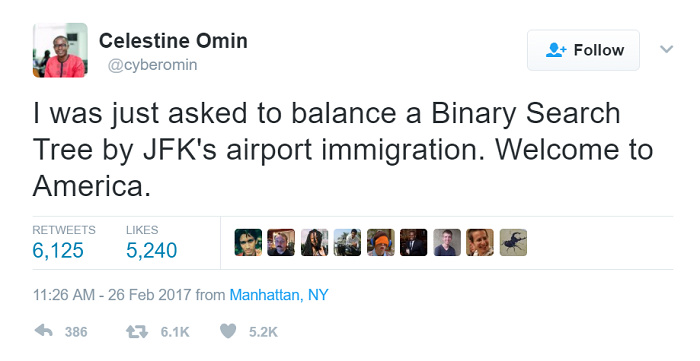 Celestine Omin
@cyberomin
Follow
I was just asked to balance a Binary Search
Tree by JFK's airport immigration. Welcome to
America.
RETWEETS LIKES
6,125 5,240
11:26 AM - 26 Feb 2017 from Manhattan, NY
386 6.1K 5.2K